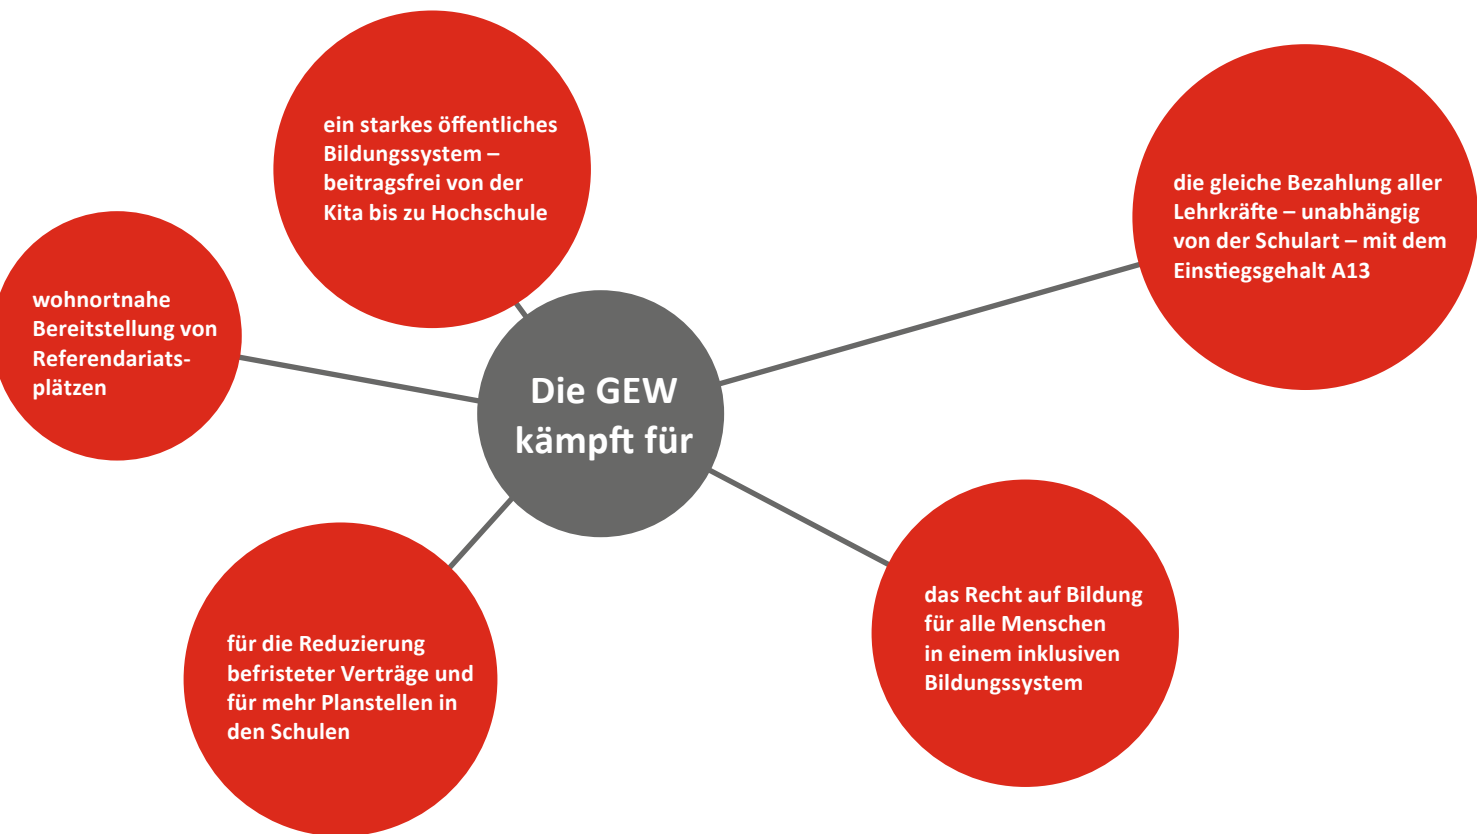 ein starkes öffentliches
Bildungssystem –
beitragsfrei von der
Kita bis zu Hochschule
die gleiche Bezahlung aller
Lehrkräfte – unabhängig
von der Schulart – mit dem
Einstiegsgehalt A13
wohnortnahe
Bereitstellung von
Referendariats-
plätzen
Die GEW
kämpft für
für die Reduzierung
befristeter Verträge und
für mehr Planstellen in
den Schulen
das Recht auf Bildung
für alle Menschen
in einem inklusiven
Bildungssystem